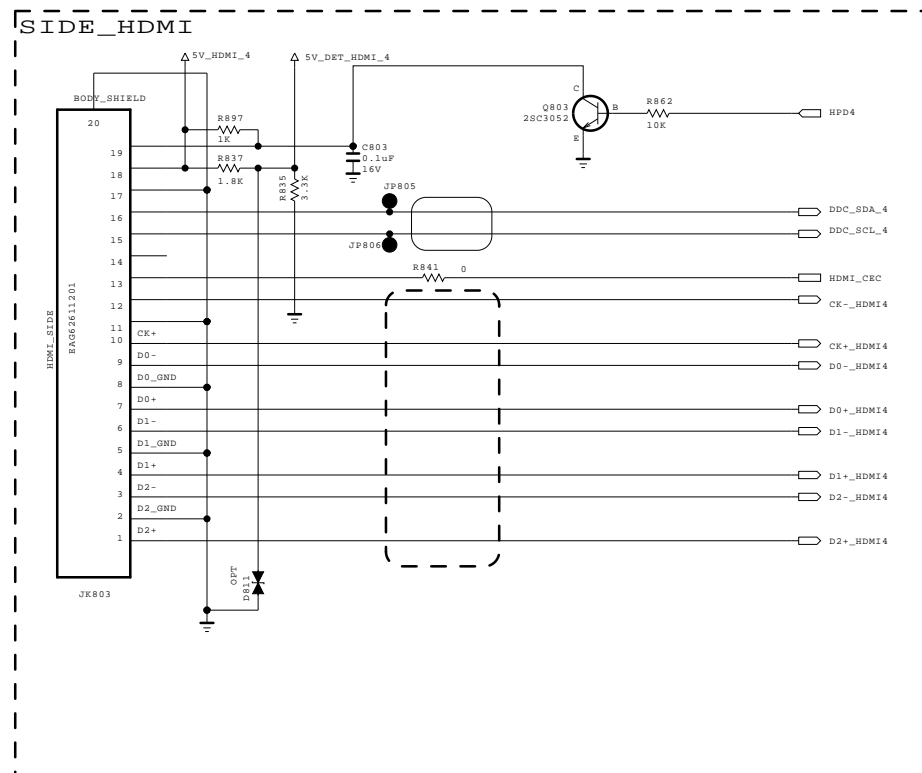 SIDE_HDMI
5V_HDMI_4
5V_DET_HDMI_4
BODY_SHIELD
20
R897
1K
C
Q803
2SC3052
B
E
R862
10K
HPD4
19
R837
1.8K
C803
0.1uF
16V
18
R835
3.3K
17
JP805
16
DDC_SDA_4
15
JP806
DDC_SCL_4
14
R841
0
13
HDMI_CEC
12
CK-_HDMI4
HDMI_SIDE
EAG62611201
11
10
CK+
CK+_HDMI4
9
D0-
D0-_HDMI4
8
D0_GND
7
D0+
D0+_HDMI4
6
D1-
D1-_HDMI4
5
D1_GND
4
D1+
D1+_HDMI4
3
D2-
D2-_HDMI4
2
D2_GND
1
D2+
D2+_HDMI4
OPT
D811
JK803